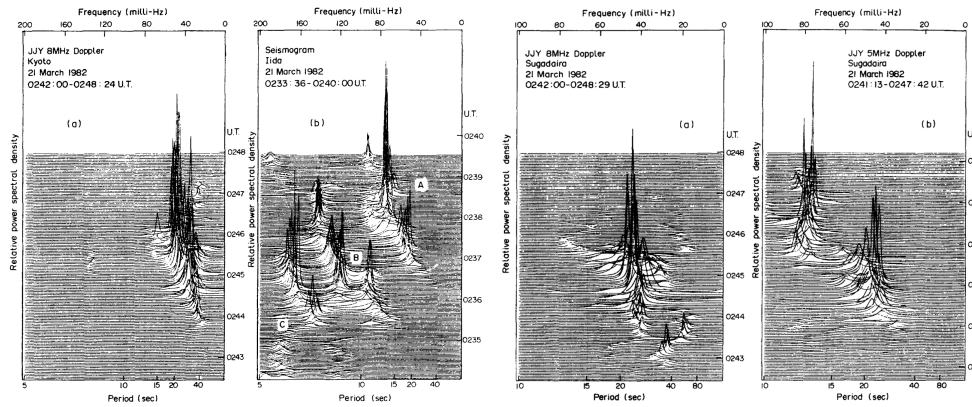 Frequency (milli-Hz)
200 160 120 80 40 0
JJY 8MHz Doppler
Kyoto
21 March 1982
0242:00-0248:24 U.T.
(a)
U.T.
0248
0247
0246
0245
0244
0243
Relative power spectral density
5 10 15 20 40
Period (sec)
Frequency (milli-Hz)
200 160 120 80 40 0
Seismogram
Iida
21 March 1982
0233:36-0240:00 U.T.
(b)
U.T.
0240
0239
0238
0237
0236
0235
A
B
C
Relative power spectral density
5 10 15 20 40
Period (sec)
Frequency (milli-Hz)
100 80 60 40 20 0
JJY 8MHz Doppler
Sugadaira
21 March 1982
0242:00-0248:29 U.T.
(a)
U.T.
0248
0247
0246
0245
0244
0243
Relative power spectral density
10 20 40 80
Period (sec)
Frequency (milli-Hz)
100 80 60 40 20 0
JJY 5MHz Doppler
Sugadaira
21 March 1982
0241:13-0247:42 U.T.
(b)
U.T.
Relative power spectral density
10 20 40 80
Period (sec)